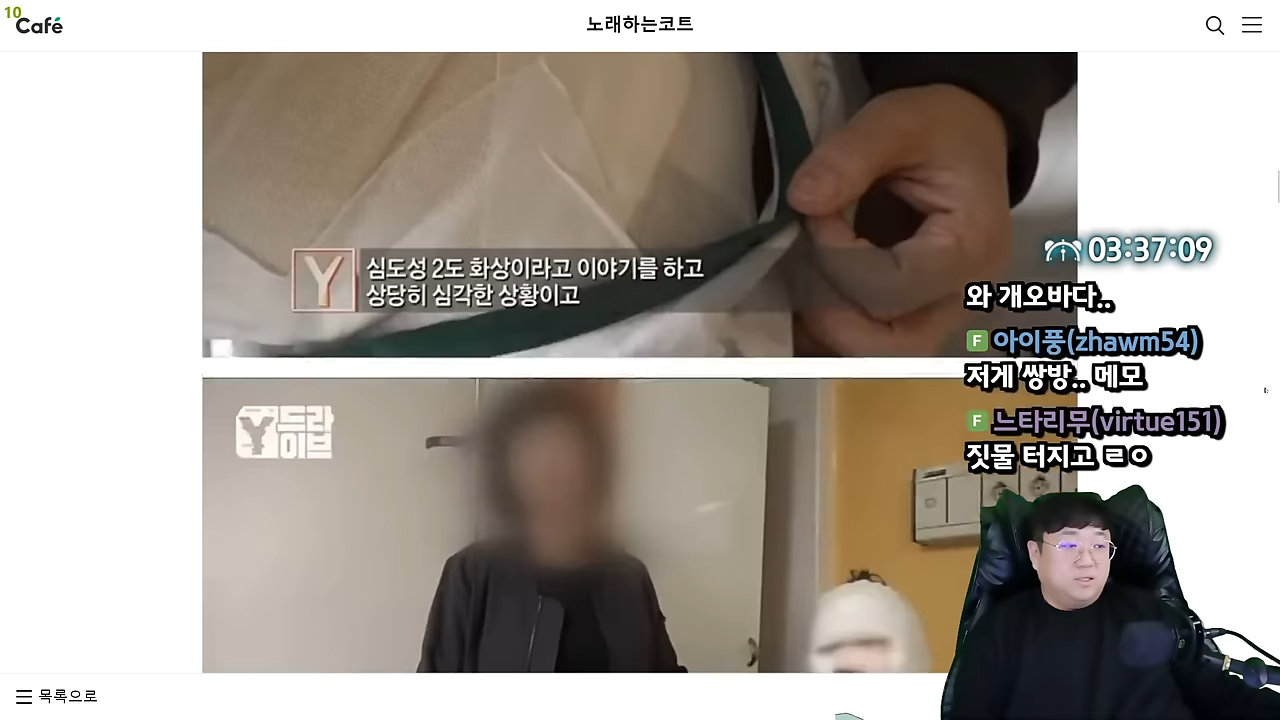 10
Café
노래하는코트
Y
심도성 2도 화상이라고 이야기를 하고
상당히 심각한 상황이고
03:37:09
와 개오바다..
F 아이풍(zhawm54)
저게 쌍방.. 메모
F 느타리무(virtue151)
짓물 터지고 ㄹㅇ
Y 드라
이브
목록으로